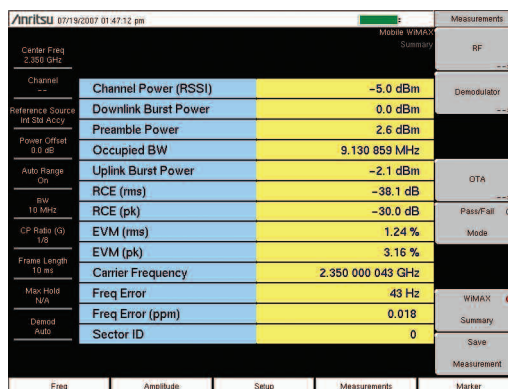 Anritsu 07/19/2007 01:47:12 pm
Mobile WiMAX
Summary
Center Freq
2.350 GHz
Channel
--
Reference Source
Int Std Accy
Power Offset
0.0 dB
Auto Range
On
BW
10 MHz
CP Ratio (G)
1/8
Frame Length
10 ms
Max Hold
N/A
Demod
Auto
Channel Power (RSSI) -5.0 dBm
Downlink Burst Power 0.0 dBm
Preamble Power 2.6 dBm
Occupied BW 9.130 859 MHz
Uplink Burst Power -2.1 dBm
RCE (rms) -38.1 dB
RCE (pk) -30.0 dB
EVM (rms) 1.24 %
EVM (pk) 3.16 %
Carrier Frequency 2.350 000 043 GHz
Freq Error 43 Hz
Freq Error (ppm) 0.018
Sector ID 0
Measurements
RF
Demodulator
OTA
Pass/Fail
Mode
WiMAX
Summary
Save
Measurement
Freq Amplitude Setup Measurements Marker